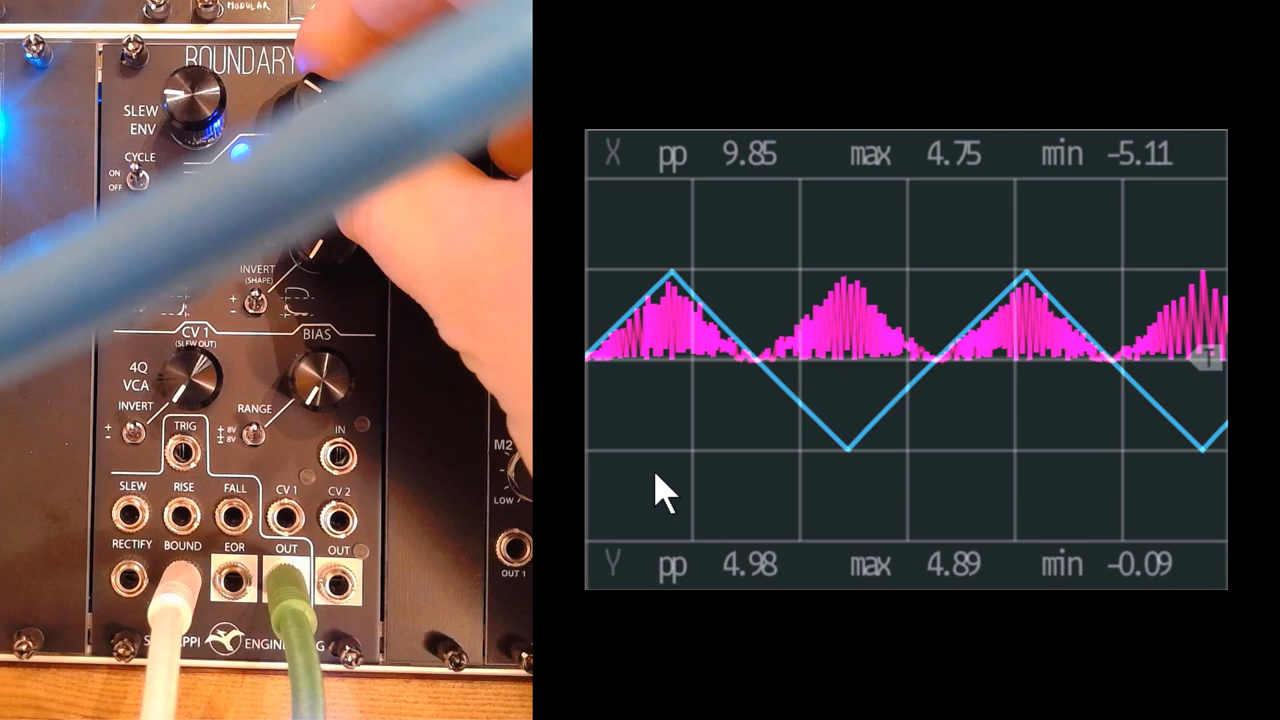 MODULAR
BOUNDARY
SLEW
ENV
CYCLE
ON
OFF
INVERT
(SHAPE)
+
-
CV 1
(SLEW OUT)
BIAS
4Q
VCA
INVERT
RANGE
+
-
± 8V
8V
TRIG
IN
SLEW RISE FALL CV 1 CV 2
RECTIFY BOUND EOR OUT OUT
ENGINE
M2
LOW
OUT 1
X pp 9.85 max 4.75 min -5.11
T
Y pp 4.98 max 4.89 min -0.09